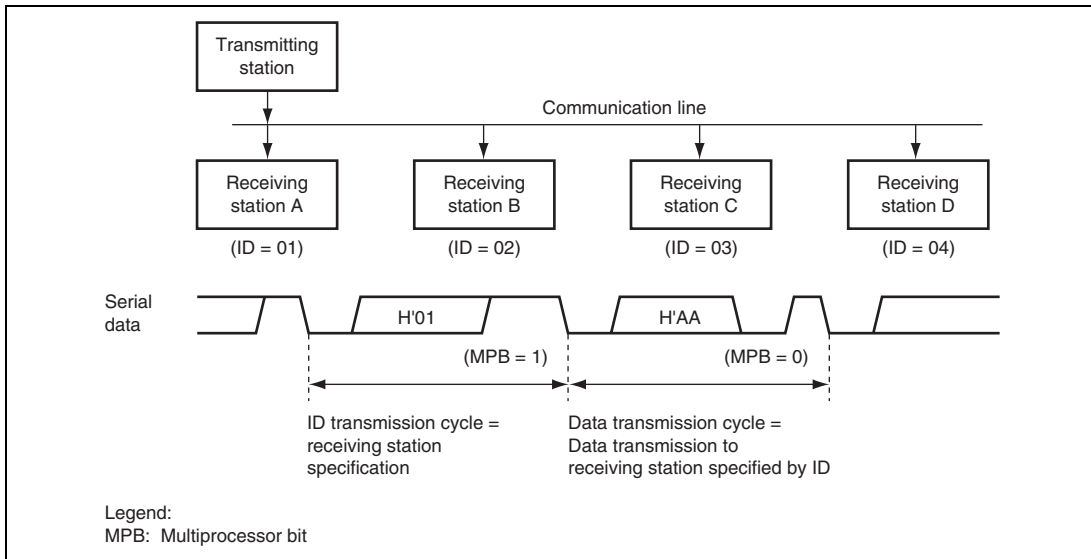 Transmitting
station
Communication line
Receiving
station A
Receiving
station B
Receiving
station C
Receiving
station D
(ID = 01)
(ID = 02)
(ID = 03)
(ID = 04)
Serial
data
H'01
H'AA
(MPB = 1)
(MPB = 0)
ID transmission cycle =
receiving station
specification
Data transmission cycle =
Data transmission to
receiving station specified by ID
Legend:
MPB: Multiprocessor bit